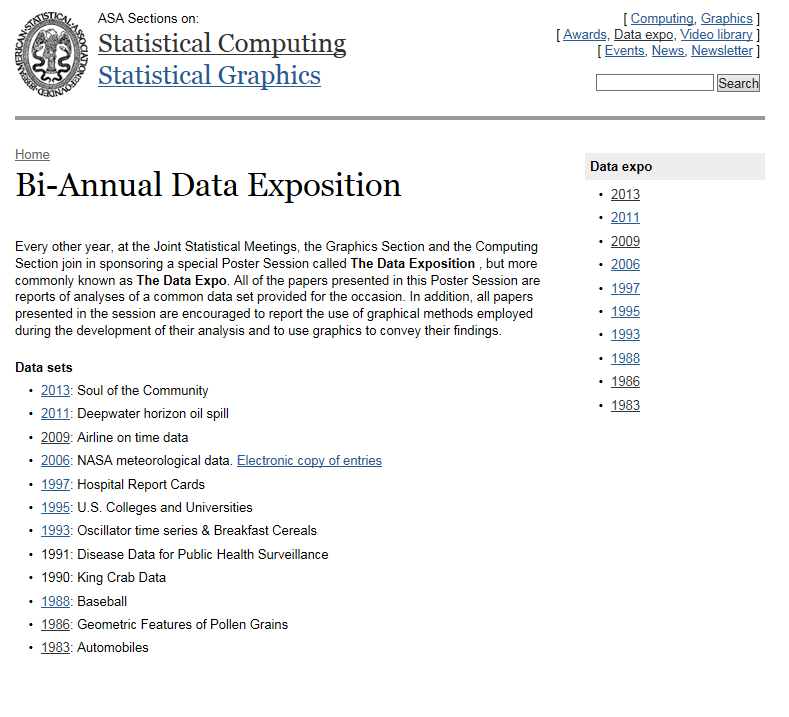 ASA Sections on:
Statistical Computing
Statistical Graphics
[ Computing, Graphics ]
[ Awards, Data expo, Video library ]
[ Events, News, Newsletter ]
Search
Home
Bi-Annual Data Exposition
Every other year, at the Joint Statistical Meetings, the Graphics Section and the Computing
Section join in sponsoring a special Poster Session called The Data Exposition , but more
commonly known as The Data Expo. All of the papers presented in this Poster Session are
reports of analyses of a common data set provided for the occasion. In addition, all papers
presented in the session are encouraged to report the use of graphical methods employed
during the development of their analysis and to use graphics to convey their findings.
Data sets
• 2013: Soul of the Community
• 2011: Deepwater horizon oil spill
• 2009: Airline on time data
• 2006: NASA meteorological data. Electronic copy of entries
• 1997: Hospital Report Cards
• 1995: U.S. Colleges and Universities
• 1993: Oscillator time series & Breakfast Cereals
• 1991: Disease Data for Public Health Surveillance
• 1990: King Crab Data
• 1988: Baseball
• 1986: Geometric Features of Pollen Grains
• 1983: Automobiles
Data expo
• 2013
• 2011
• 2009
• 2006
• 1997
• 1995
• 1993
• 1988
• 1986
• 1983